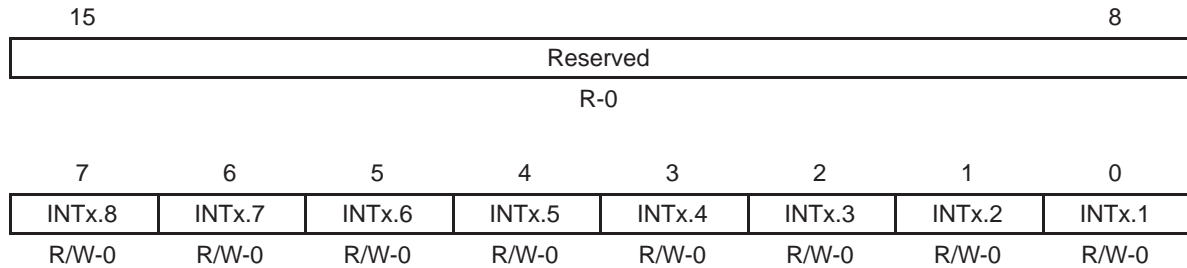 15 8
Reserved
R-0
7 6 5 4 3 2 1 0
INTx.8 INTx.7 INTx.6 INTx.5 INTx.4 INTx.3 INTx.2 INTx.1
R/W-0 R/W-0 R/W-0 R/W-0 R/W-0 R/W-0 R/W-0 R/W-0